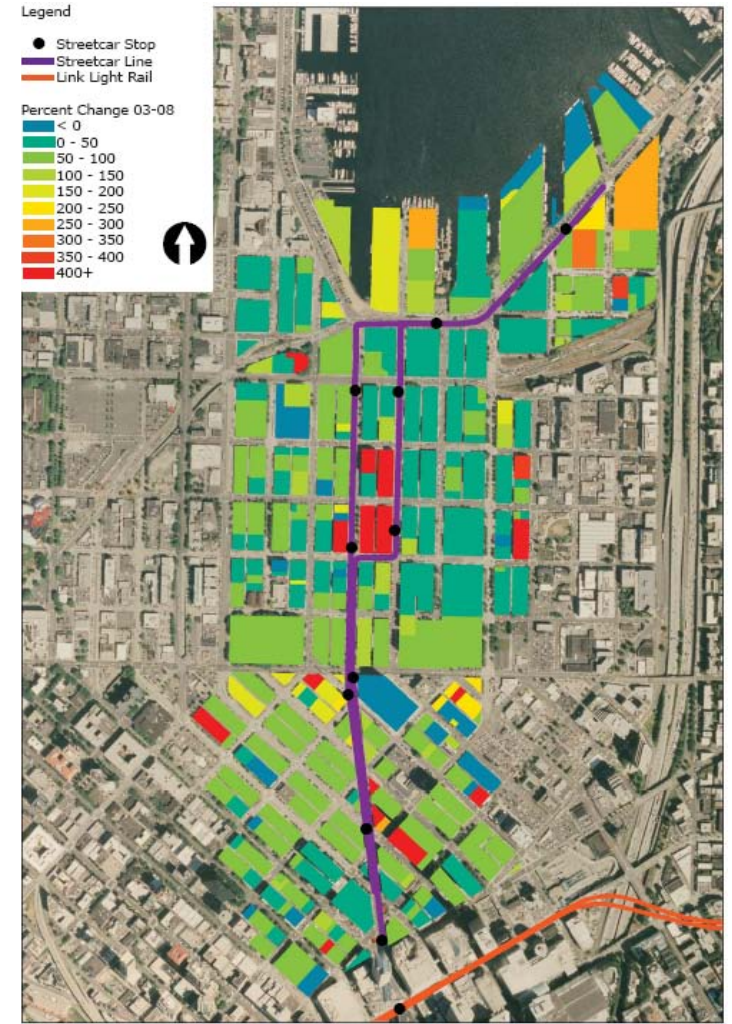 Legend
Streetcar Stop
Streetcar Line
Link Light Rail
Percent Change 03-08
< 0
0 - 50
50 - 100
100 - 150
150 - 200
200 - 250
250 - 300
300 - 350
350 - 400
400+